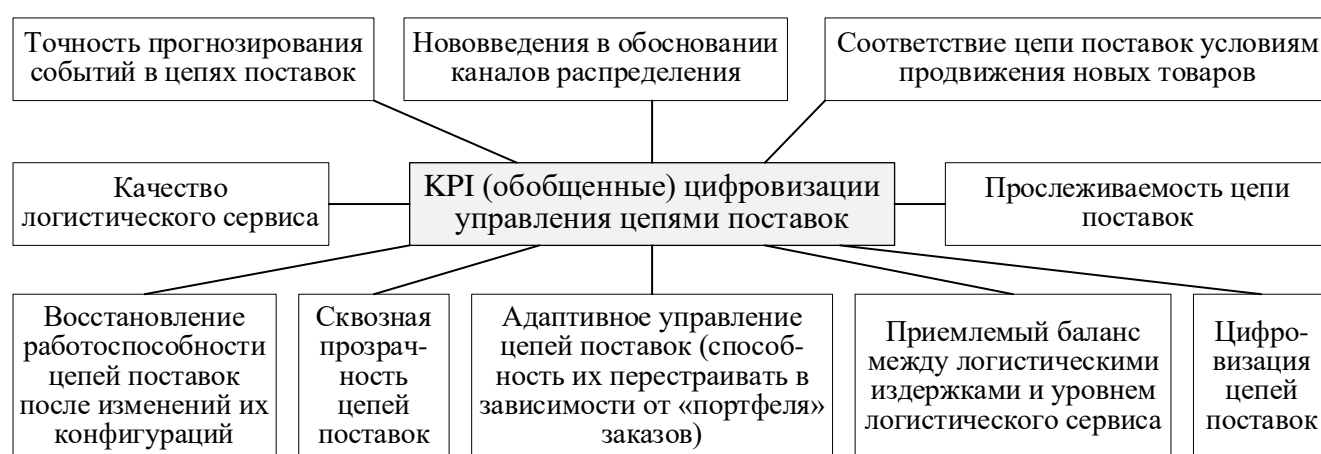 Точность прогнозирования
событий в цепях поставок
Нововведения в обосновании
каналов распределения
Соответствие цепи поставок условиям
продвижения новых товаров
Качество
логистического сервиса
KPI (обобщенные) цифровизации
управления цепями поставок
Прослеживаемость цепи
поставок
Восстановление
работоспособности
цепей поставок
после изменений их
конфигураций
Сквозная
прозрач-
ность
цепей
поставок
Адаптивное управление
цепей поставок (способ-
ность их перестраивать в
зависимости от «портфеля»
заказов)
Приемлемый баланс
между логистическими
издержками и уровнем
логистического сервиса
Цифро-
визация
цепей
поставок